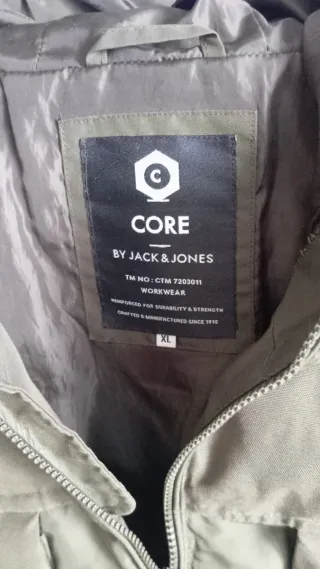 C
CORE
BY JACK & JONES
TM NO : CTM 7203011
WORKWEAR
REINFORCED FOR DURABILITY & STRENGTH
CRAFTED & MANUFACTURED SINCE 1975
XL